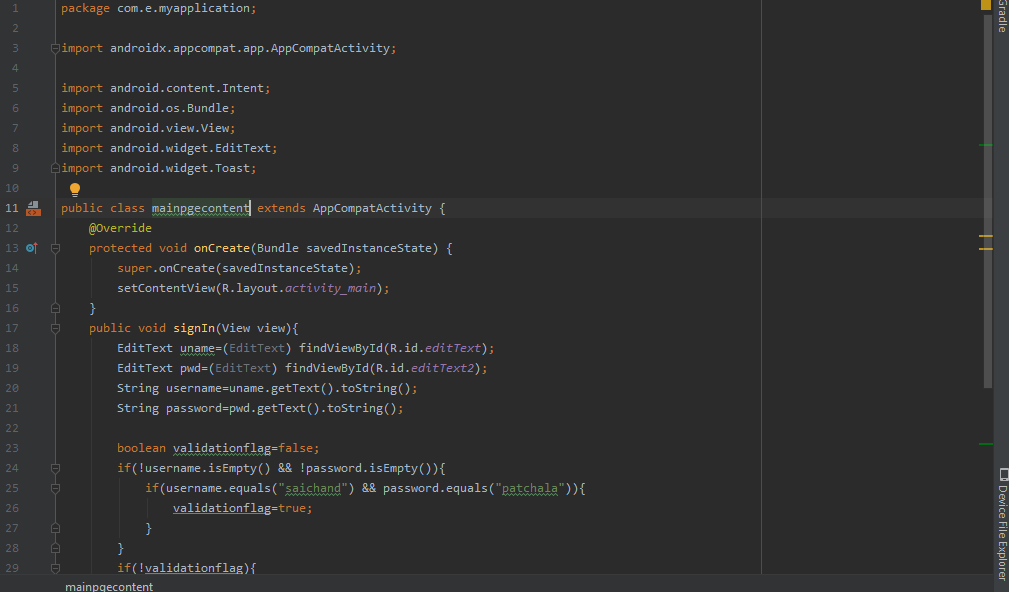 1 package com.e.myapplication;
2
3 import androidx.appcompat.app.AppCompatActivity;
4
5 import android.content.Intent;
6 import android.os.Bundle;
7 import android.view.View;
8 import android.widget.EditText;
9 import android.widget.Toast;
10
11 public class mainpgecontent extends AppCompatActivity {
12 @Override
13 protected void onCreate(Bundle savedInstanceState) {
14 super.onCreate(savedInstanceState);
15 setContentView(R.layout.activity_main);
16 }
17 public void signIn(View view){
18 EditText uname=(EditText) findViewById(R.id.editText);
19 EditText pwd=(EditText) findViewById(R.id.editText2);
20 String username=uname.getText().toString();
21 String password=pwd.getText().toString();
22
23 boolean validationflag=false;
24 if(!username.isEmpty() && !password.isEmpty()){
25 if(username.equals("saichand") && password.equals("patchala")){
26 validationflag=true;
27 }
28 }
29 if(!validationflag){
mainpgecontent
Gradle
Device File Explorer